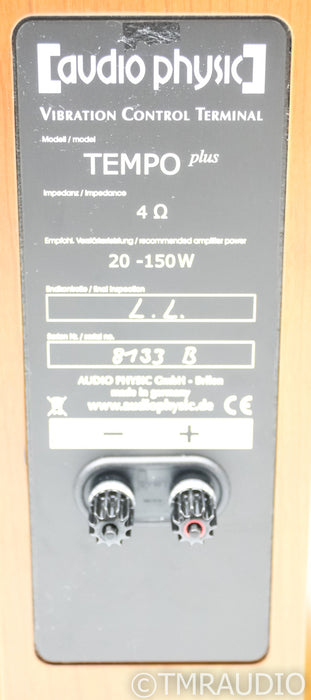 [audio physic]
VIBRATION CONTROL TERMINAL
Modell / model
TEMPO plus
Impedanz / impedance
4 Ω
Empfohl. Verstärkerleistung / recommended amplifier power
20 -150W
Endkontrolle / final inspection
L.L.
Serien Nr. / serial no.
8133 B
AUDIO PHYSIC GmbH - Brilon
made in germany
www.audiophysic.de CE
− +
©TMRAUDIO